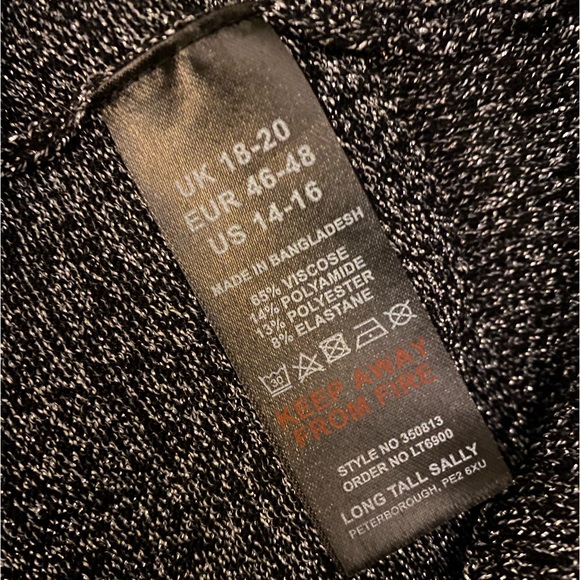 UK 18-20
EUR 46-48
US 14-16
MADE IN BANGLADESH
65% VISCOSE
14% POLYAMIDE
13% POLYESTER
8% ELASTANE
30
KEEP AWAY
FROM FIRE
STYLE NO 350813
ORDER NO LT6900
LONG TALL SALLY
PETERBOROUGH, PE2 6XU